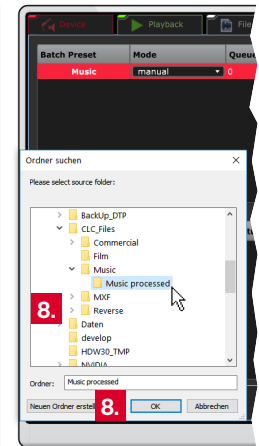 Device Playback File
Batch Preset Mode Queue
Music manual 0
Ordner suchen
Please select source folder:
BackUp_DTP
CLC_Files
Commercial
Film
Music
Music processed
MXF
8.
Reverse
Daten
develop
HDW30_TMP
NVIDIA
Ordner: Music processed
Neuen Ordner erstell 8. OK Abbrechen